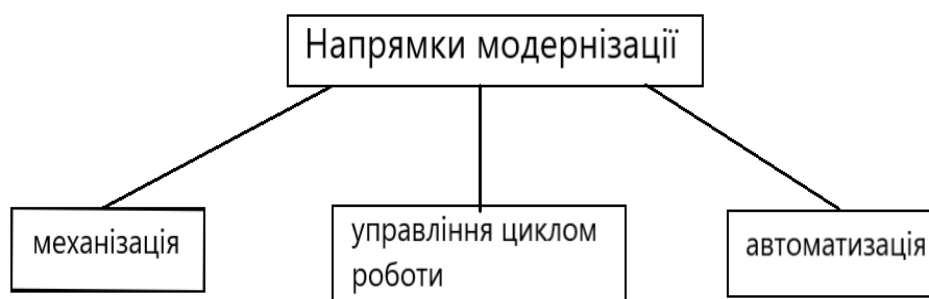 Напрямки модернізації
механізація
управління циклом
роботи
автоматизація